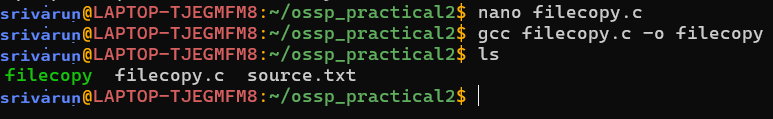 srivarun@LAPTOP-TJEGMFM8:~/ossp_practical2$ nano filecopy.c
srivarun@LAPTOP-TJEGMFM8:~/ossp_practical2$ gcc filecopy.c -o filecopy
srivarun@LAPTOP-TJEGMFM8:~/ossp_practical2$ ls
filecopy  filecopy.c  source.txt
srivarun@LAPTOP-TJEGMFM8:~/ossp_practical2$